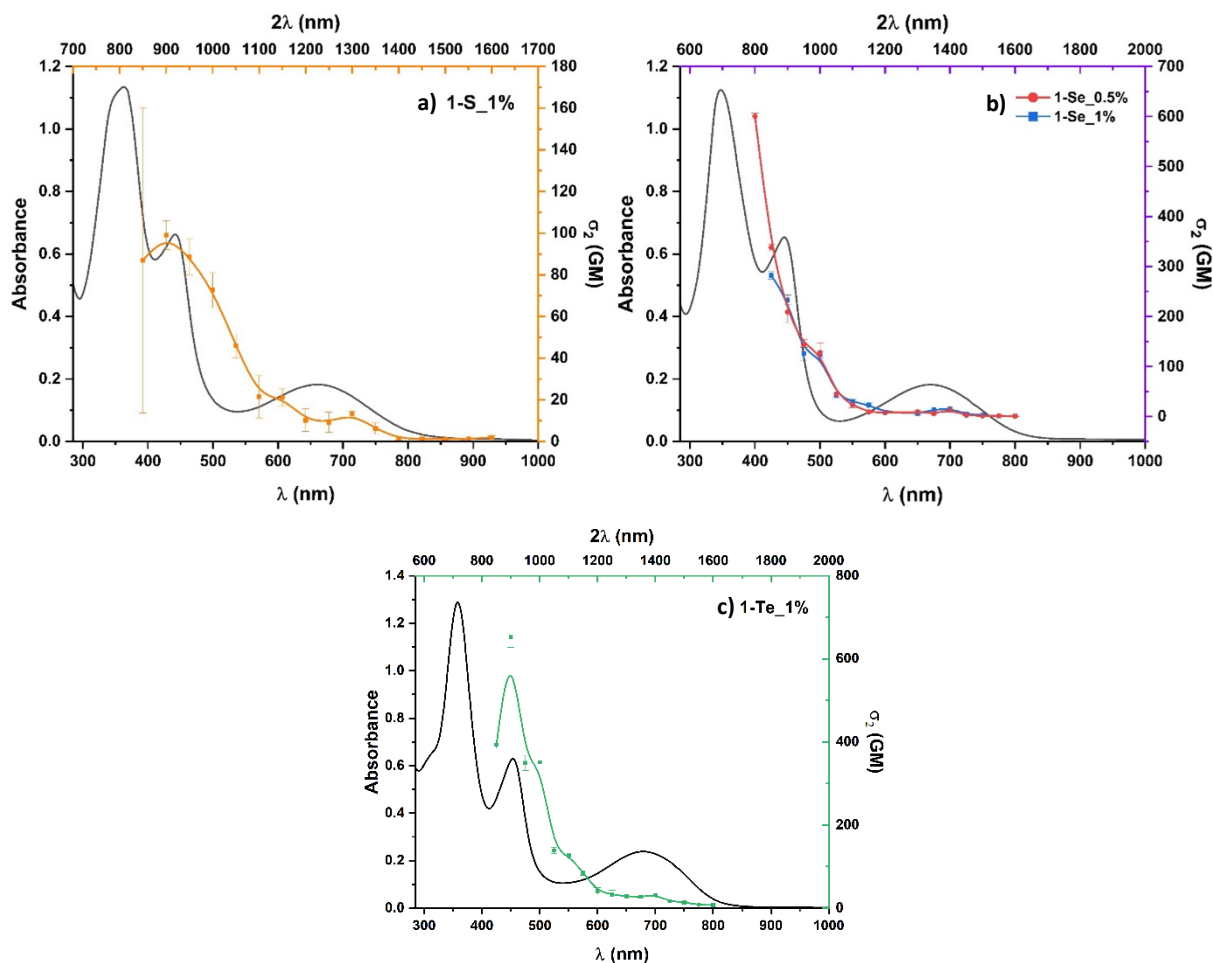 2λ (nm)
700 800 900 1000 1100 1200 1300 1400 1500 1600 1700
1.2 1.0 0.8 0.6 0.4 0.2 0.0
Absorbance
a) 1-S_1%
180 160 140 120 100 80 60 40 20 0
σ2 (GM)
300 400 500 600 700 800 900 1000
λ (nm)
2λ (nm)
600 800 1000 1200 1400 1600 1800 2000
1.2 1.0 0.8 0.6 0.4 0.2 0.0
Absorbance
b)
1-Se_0.5%
1-Se_1%
700 600 500 400 300 200 100 0
σ2 (GM)
300 400 500 600 700 800 900 1000
λ (nm)
2λ (nm)
600 800 1000 1200 1400 1600 1800 2000
1.4 1.2 1.0 0.8 0.6 0.4 0.2 0.0
Absorbance
c) 1-Te_1%
800 600 400 200 0
σ2 (GM)
300 400 500 600 700 800 900 1000
λ (nm)